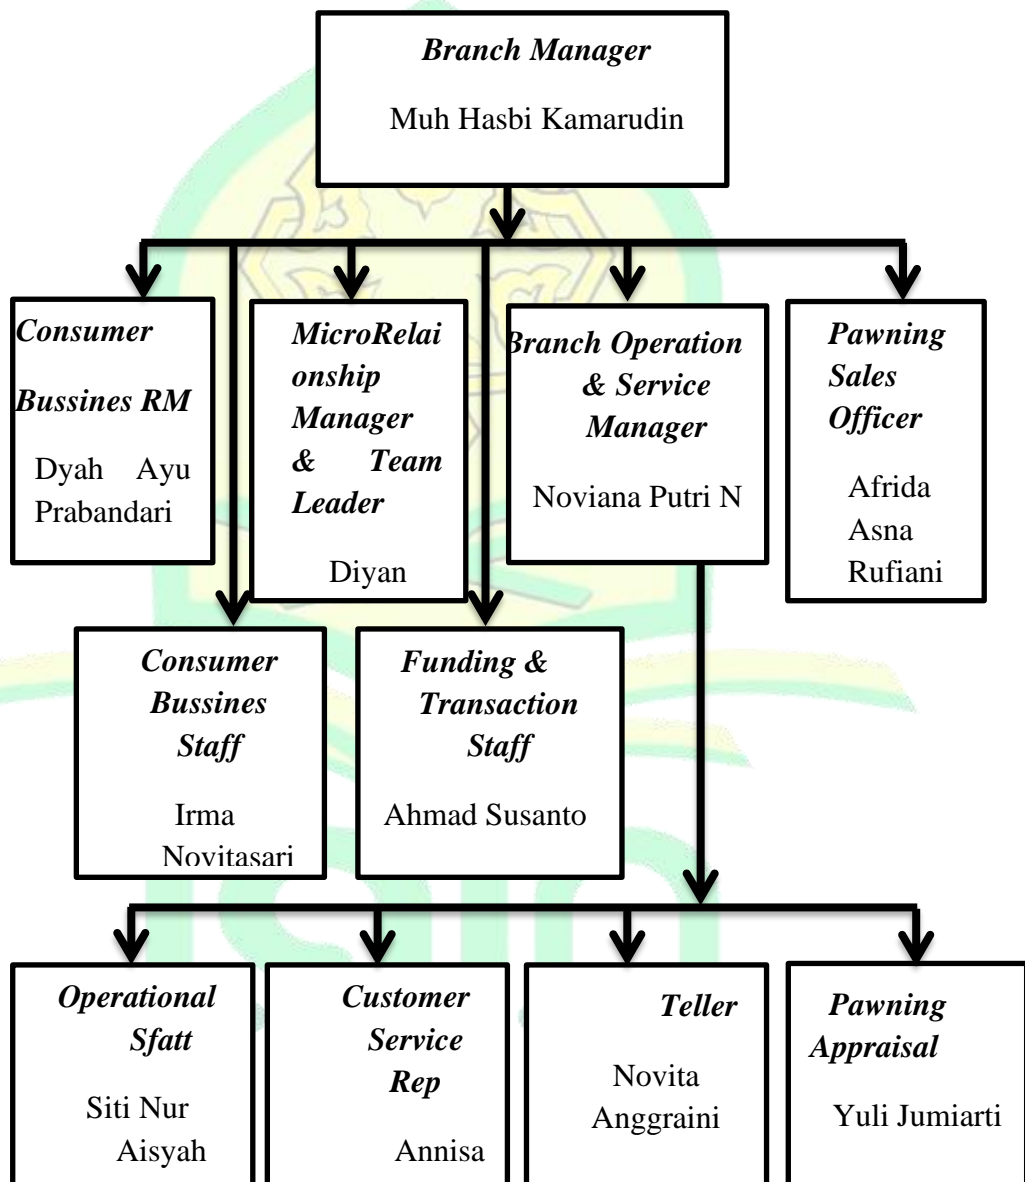 Branch Manager
Muh Hasbi Kamarudin
Consumer
Bussines RM
Dyah Ayu
Prabandari
MicroRelai
onship
Manager
& Team
Leader
Diyan
Branch Operation
& Service
Manager
Noviana Putri N
Pawning
Sales
Officer
Afrida
Asna
Rufiani
Consumer
Bussines
Staff
Irma
Novitasari
Funding &
Transaction
Staff
Ahmad Susanto
Operational
Sfatt
Siti Nur
Aisyah
Customer
Service
Rep
Annisa
Teller
Novita
Anggraini
Pawning
Appraisal
Yuli Jumiarti